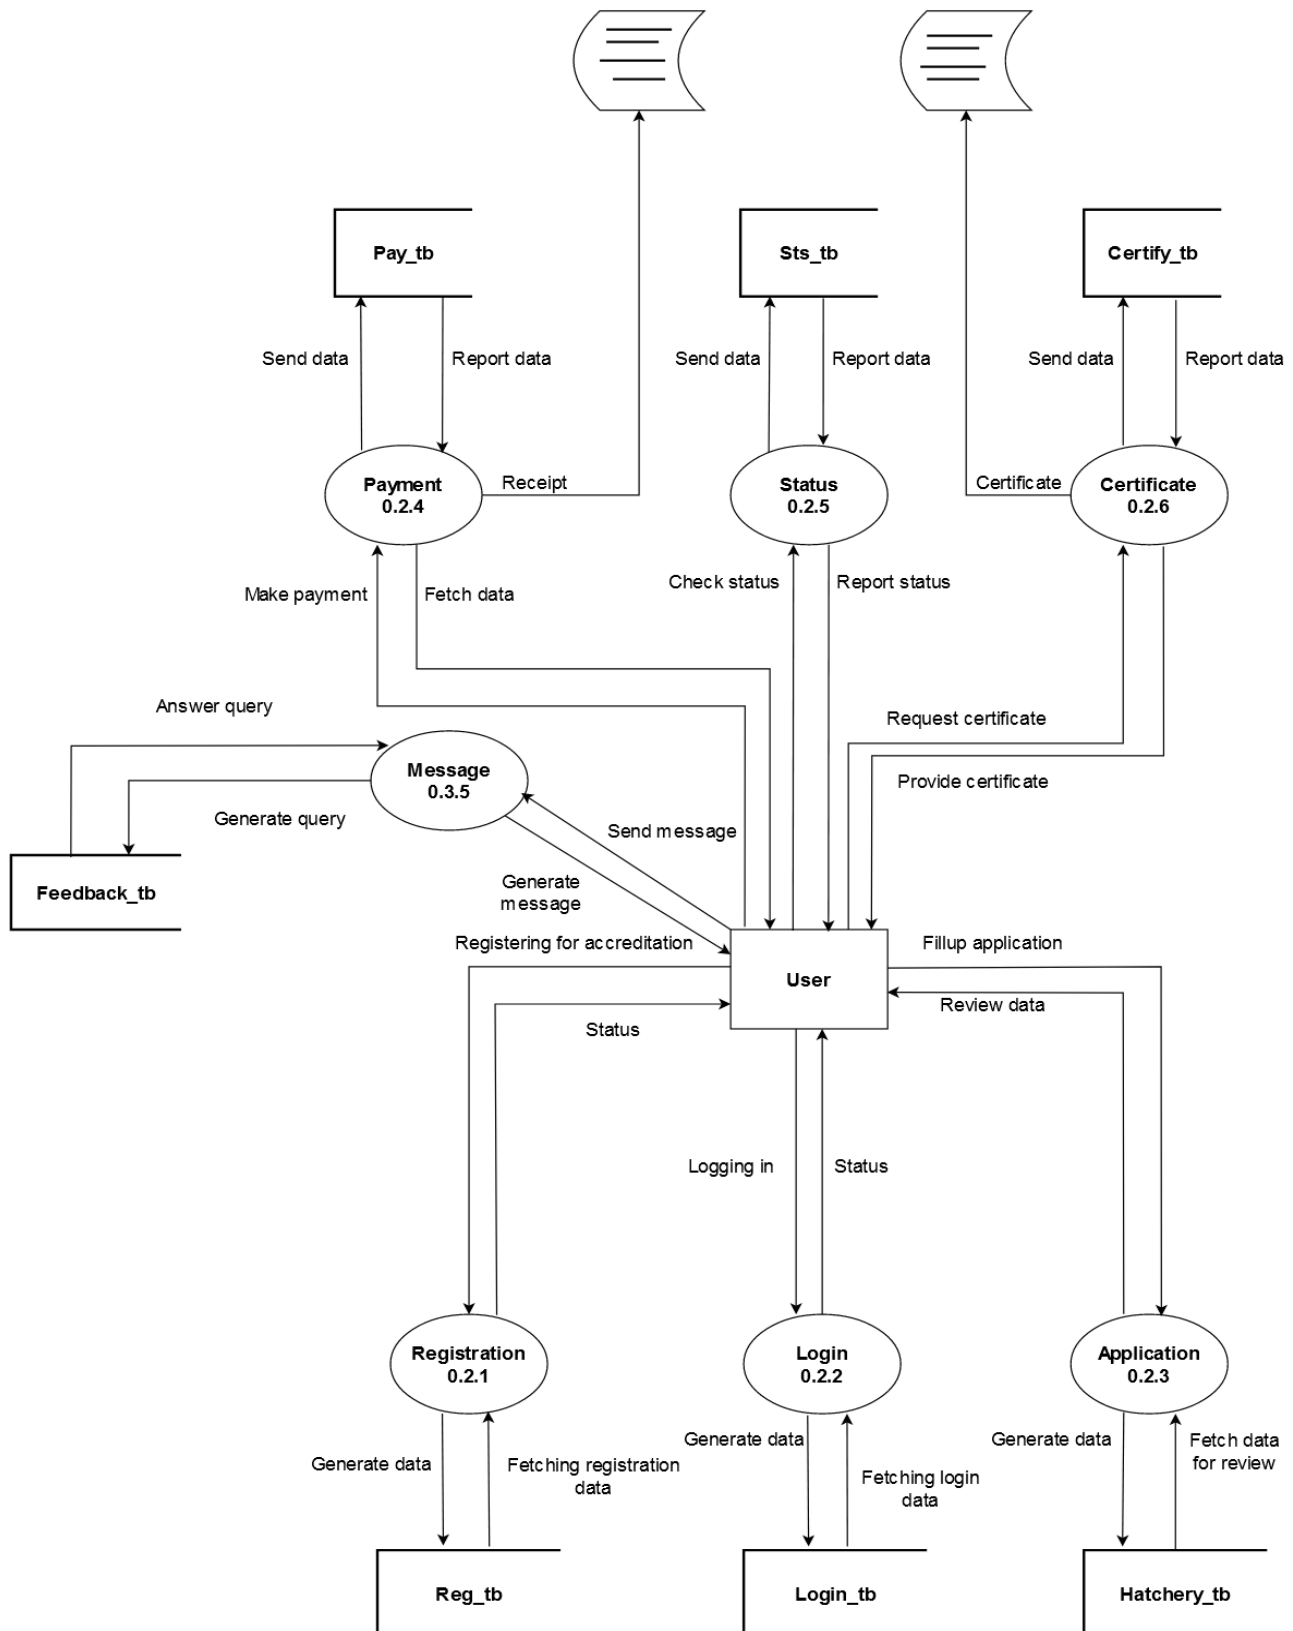 Pay_tb
Sts_tb
Certify_tb
Send data
Report data
Send data
Report data
Send data
Report data
Payment
0.2.4
Receipt
Status
0.2.5
Certificate
Certificate
0.2.6
Make payment
Fetch data
Check status
Report status
Answer query
Request certificate
Message
0.3.5
Provide certificate
Generate query
Send message
Feedback_tb
Generate
message
Registering for accreditation
Fillup application
User
Review data
Status
Logging in
Status
Registration
0.2.1
Login
0.2.2
Application
0.2.3
Generate data
Fetching registration
data
Generate data
Fetching login
data
Generate data
Fetch data
for review
Reg_tb
Login_tb
Hatchery_tb